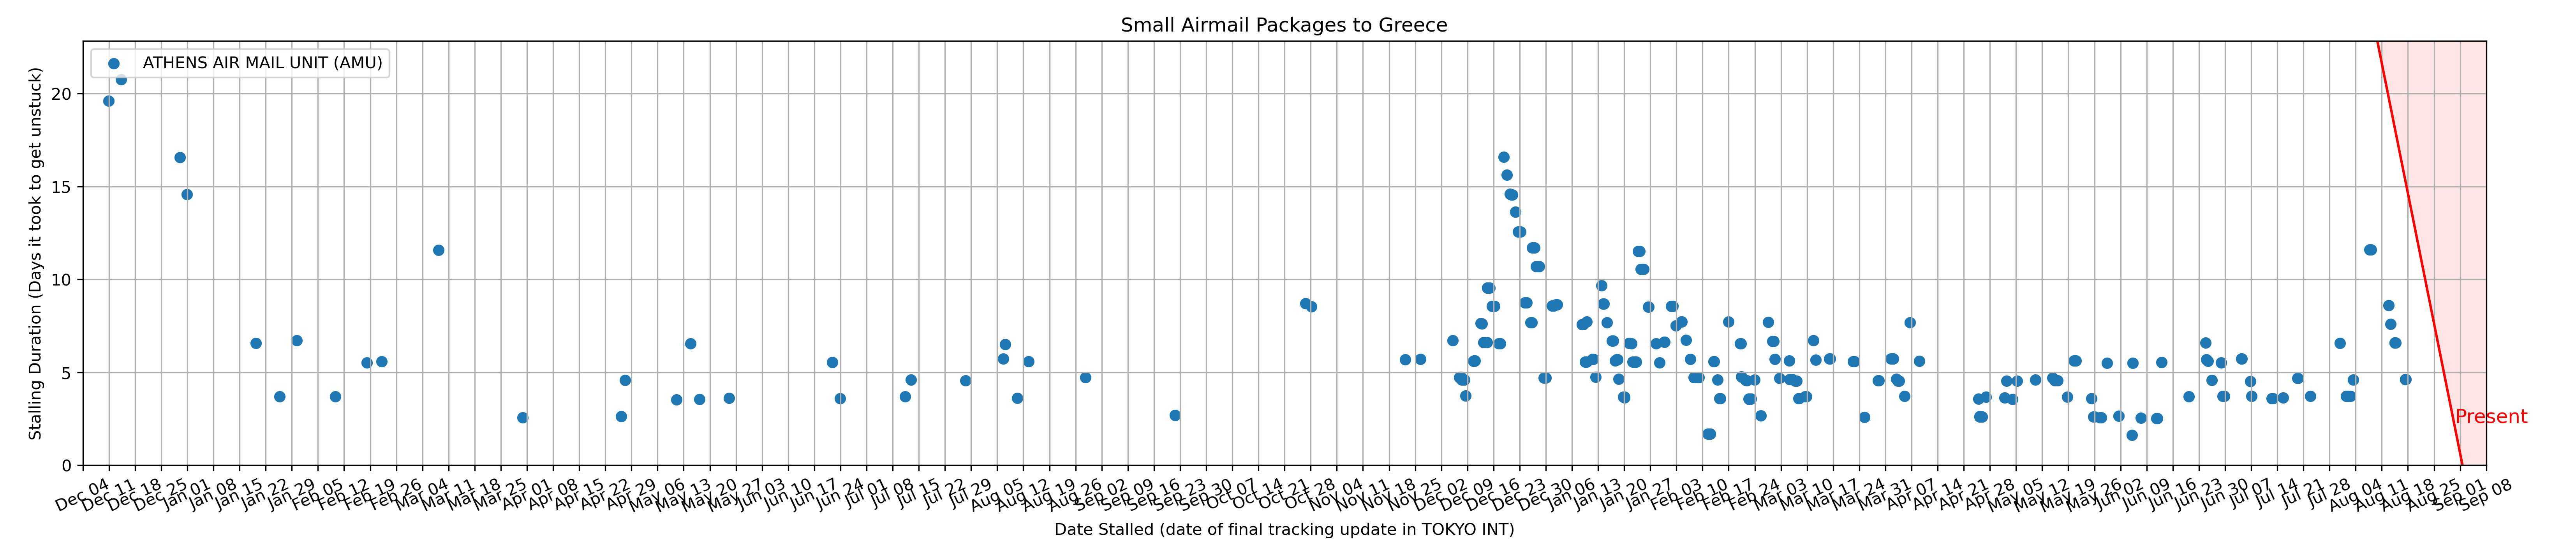 Small Airmail Packages to Greece
ATHENS AIR MAIL UNIT (AMU)
Stalling Duration (Days it took to get unstuck)
20
15
10
5
0
Present
Dec 04
Dec 11
Dec 18
Dec 25
Jan 01
Jan 08
Jan 15
Jan 22
Jan 29
Feb 05
Feb 12
Feb 19
Feb 26
Mar 04
Mar 11
Mar 18
Mar 25
Apr 01
Apr 08
Apr 15
Apr 22
Apr 29
May 06
May 13
May 20
May 27
Jun 03
Jun 10
Jun 17
Jun 24
Jul 01
Jul 08
Jul 15
Jul 22
Jul 29
Aug 05
Aug 12
Aug 19
Aug 26
Sep 02
Sep 09
Sep 16
Sep 23
Sep 30
Oct 07
Oct 14
Oct 21
Oct 28
Nov 04
Nov 11
Nov 18
Nov 25
Dec 02
Dec 09
Dec 16
Dec 23
Dec 30
Jan 06
Jan 13
Jan 20
Jan 27
Feb 03
Feb 10
Feb 17
Feb 24
Mar 03
Mar 10
Mar 17
Mar 24
Mar 31
Apr 07
Apr 14
Apr 21
Apr 28
May 05
May 12
May 19
May 26
Jun 02
Jun 09
Jun 16
Jun 23
Jun 30
Jul 07
Jul 14
Jul 21
Jul 28
Aug 04
Aug 11
Aug 18
Aug 25
Sep 01
Sep 08
Date Stalled (date of final tracking update in TOKYO INT)